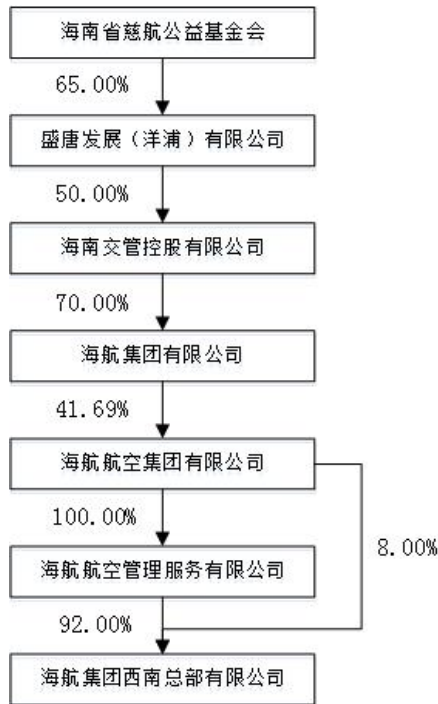 海南省慈航公益基金会
65.00%
盛唐发展（洋浦）有限公司
50.00%
海南交管控股有限公司
70.00%
海航集团有限公司
41.69%
海航航空集团有限公司
100.00%
8.00%
海航航空管理服务有限公司
92.00%
海航集团西南总部有限公司